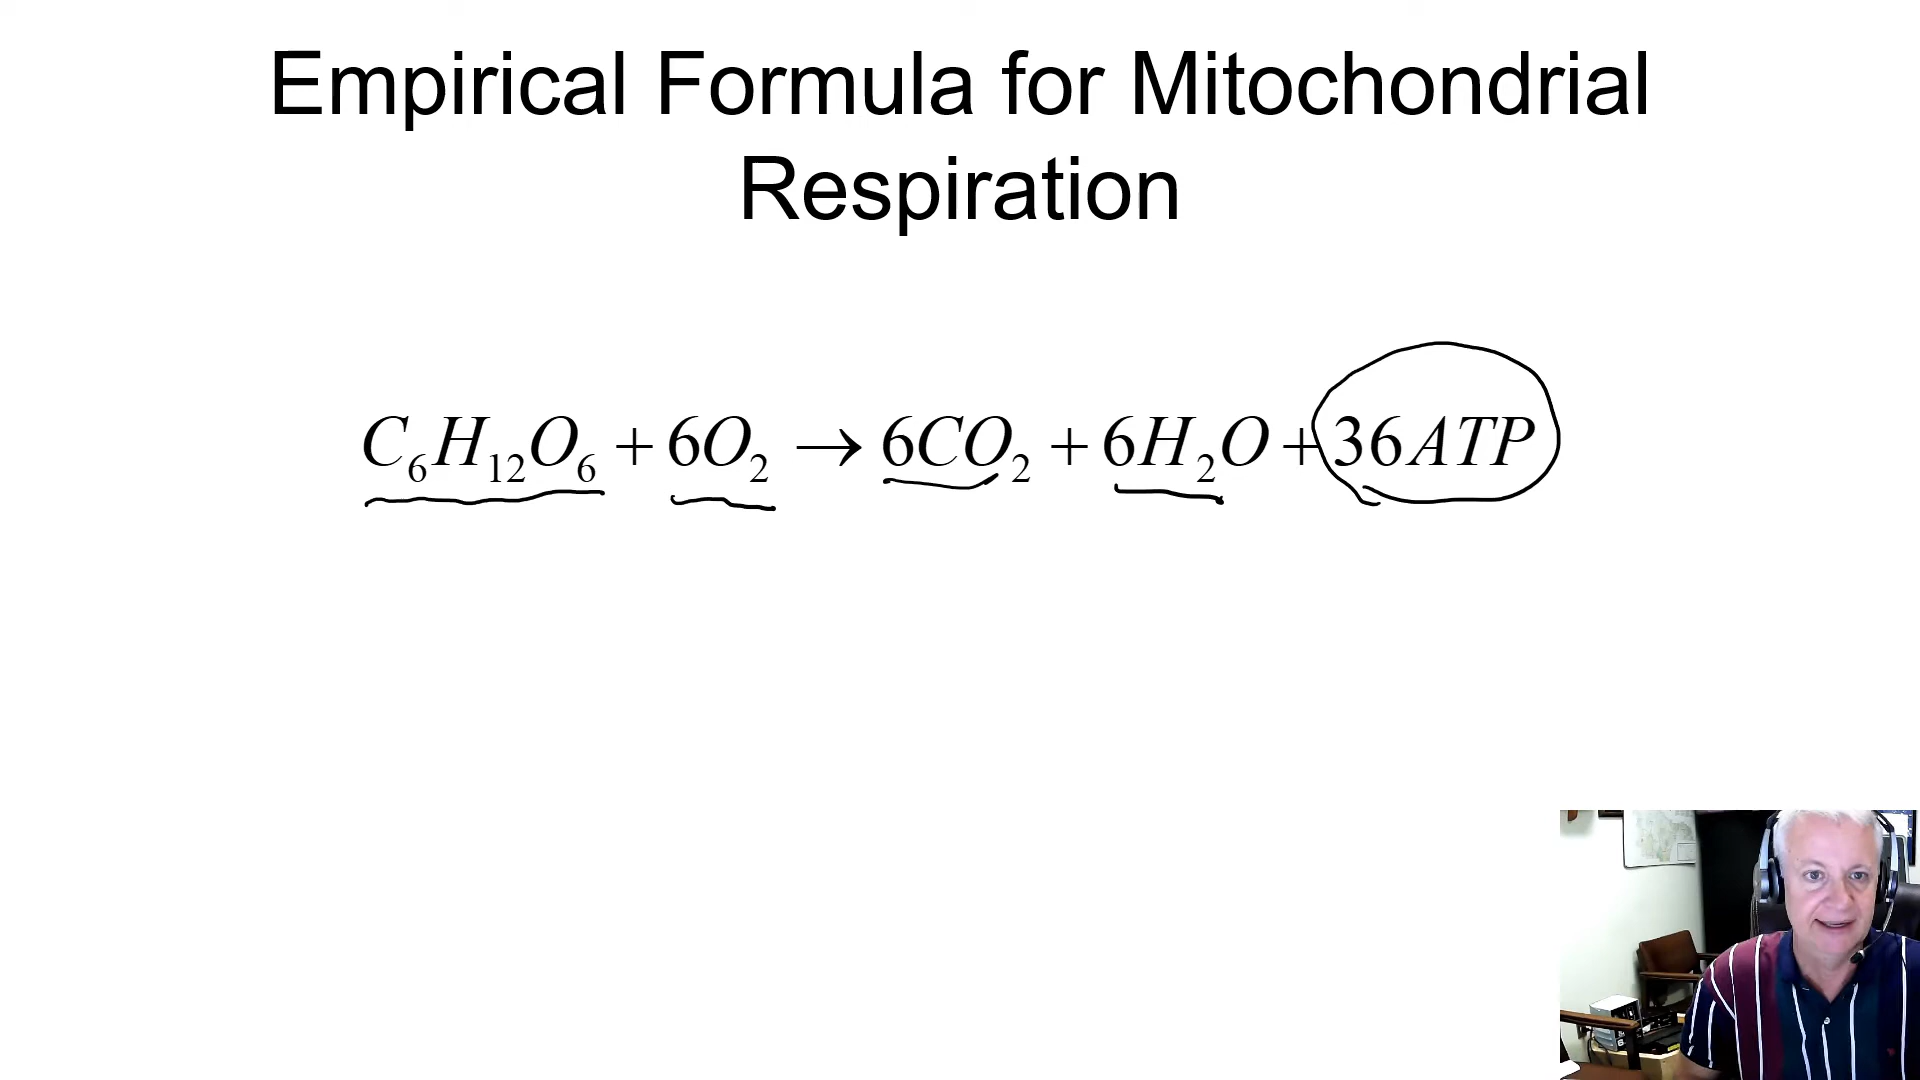 Empirical Formula for Mitochondrial
Respiration
C₆H₁₂O₆ + 6O₂ → 6CO₂ + 6H₂O + 36ATP